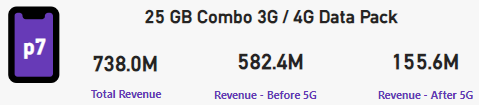 25 GB Combo 3G / 4G Data Pack
p7
738.0M 582.4M 155.6M
Total Revenue Revenue - Before 5G Revenue - After 5G